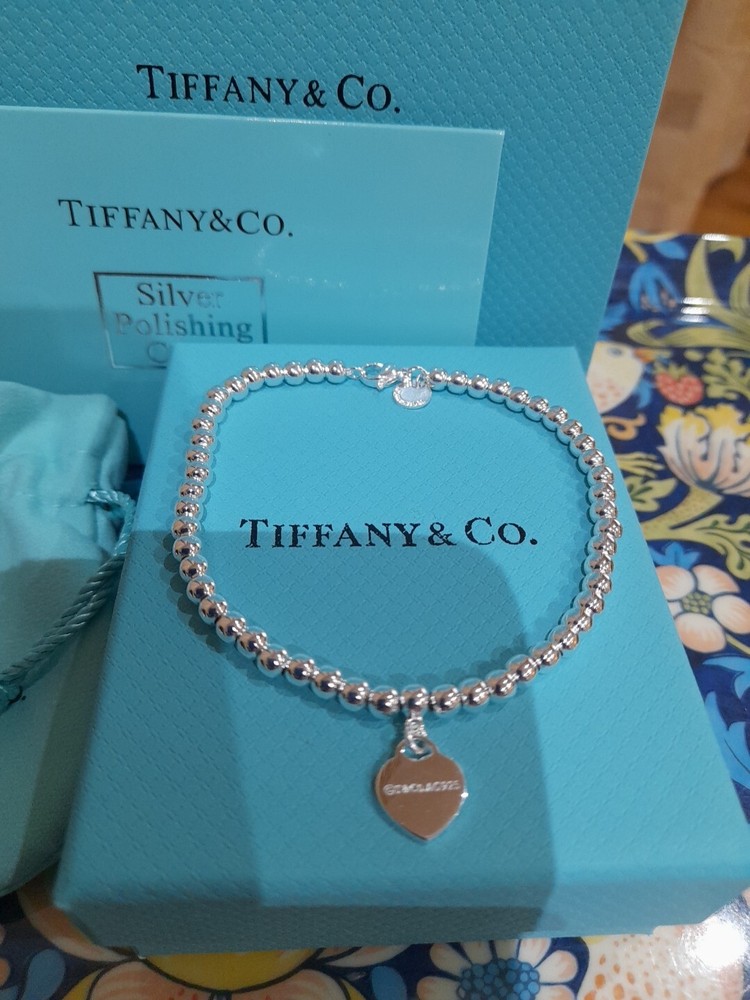 TIFFANY & CO.
TIFFANY&CO.
Silver
Polishing
TIFFANY & CO.